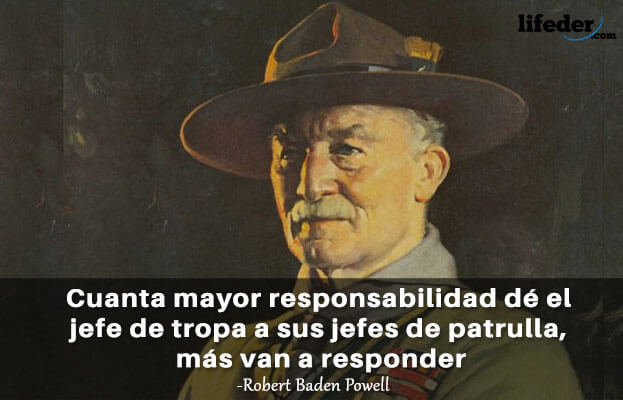 lifeder
.com
Cuanta mayor responsabilidad dé el
jefe de tropa a sus jefes de patrulla,
más van a responder
-Robert Baden Powell